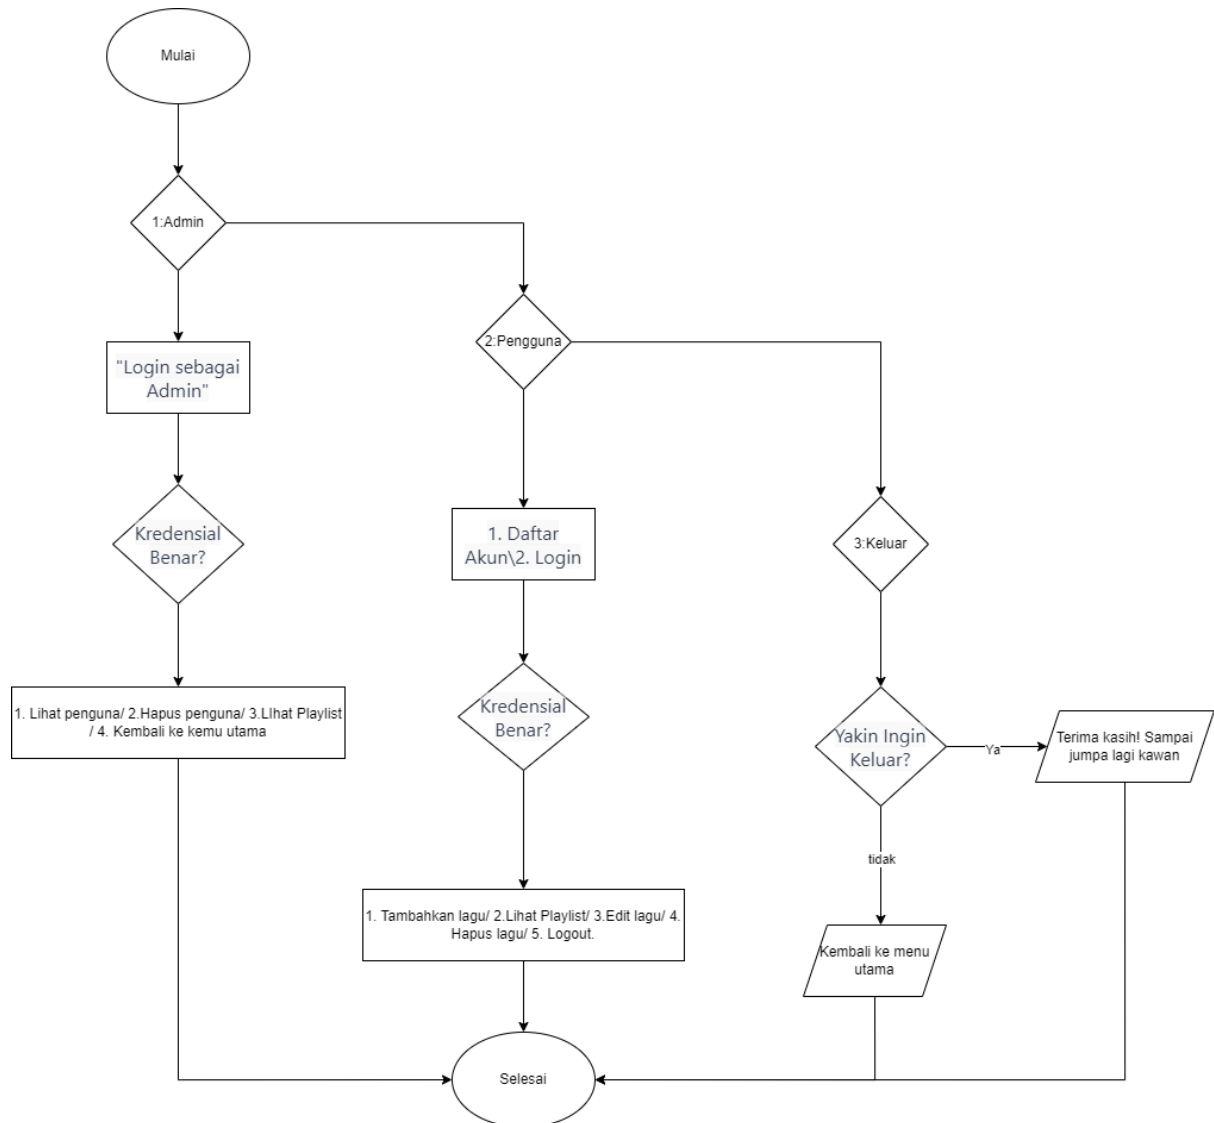 Mulai
1:Admin
"Login sebagai
Admin"
Kredensial
Benar?
1. Lihat penguna/ 2.Hapus penguna/ 3.LIhat Playlist
/ 4. Kembali ke kemu utama
2:Pengguna
1. Daftar
Akun\2. Login
Kredensial
Benar?
1. Tambahkan lagu/ 2.Lihat Playlist/ 3.Edit lagu/ 4.
Hapus lagu/ 5. Logout.
3:Keluar
Yakin Ingin
Keluar?
Ya
Terima kasih! Sampai
jumpa lagi kawan
tidak
Kembali ke menu
utama
Selesai